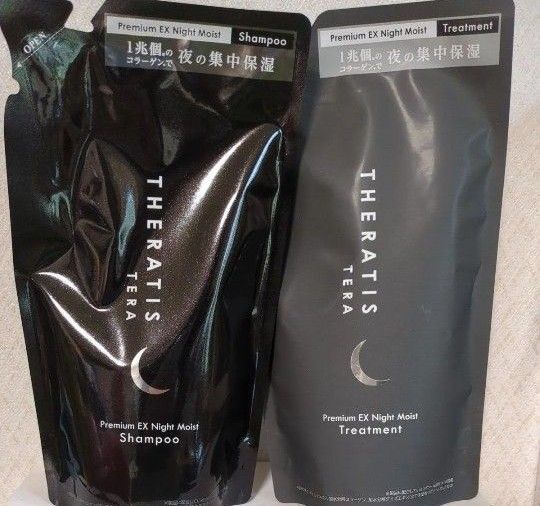 OPEN
Premium EX Night Moist Shampoo
1兆個の
コラーゲンで
夜の集中保湿
THERATIS
TERA
Premium EX Night Moist
Shampoo
Premium EX Night Moist Treatment
1兆個の
コラーゲンで
夜の集中保湿
THERATIS
TERA
Premium EX Night Moist
Treatment